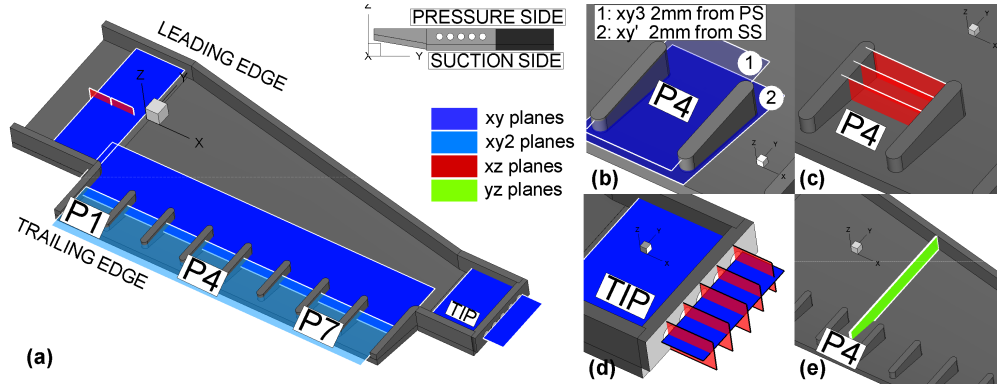 LEADING EDGE
TRAILING EDGE
P1
P4
P7
TIP
Z
Y
X
(a)
PRESSURE SIDE
SUCTION SIDE
Z
X
Y
xy planes
xy2 planes
xz planes
yz planes
1: xy3 2mm from PS
2: xy' 2mm from SS
1
2
P4
Z
Y
X
(b)
P4
Z
Y
X
(c)
TIP
Z
Y
X
(d)
P4
Z
Y
X
(e)